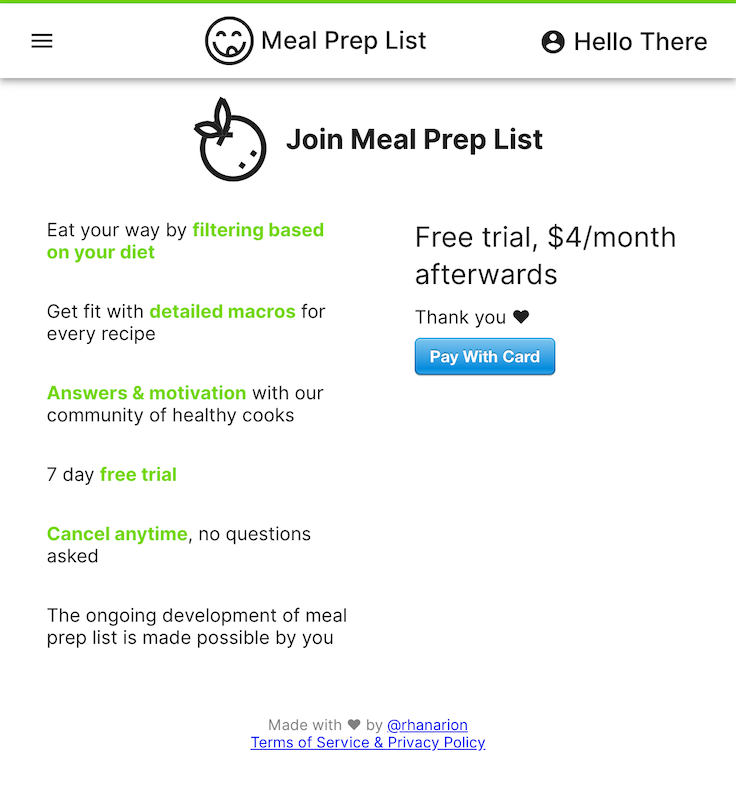 Meal Prep List
Hello There
Join Meal Prep List
Eat your way by filtering based
on your diet
Get fit with detailed macros for
every recipe
Answers & motivation with our
community of healthy cooks
7 day free trial
Cancel anytime, no questions
asked
The ongoing development of meal
prep list is made possible by you
Free trial, $4/month
afterwards
Thank you ♥
Pay With Card
Made with ♥ by @rhanarion
Terms of Service & Privacy Policy